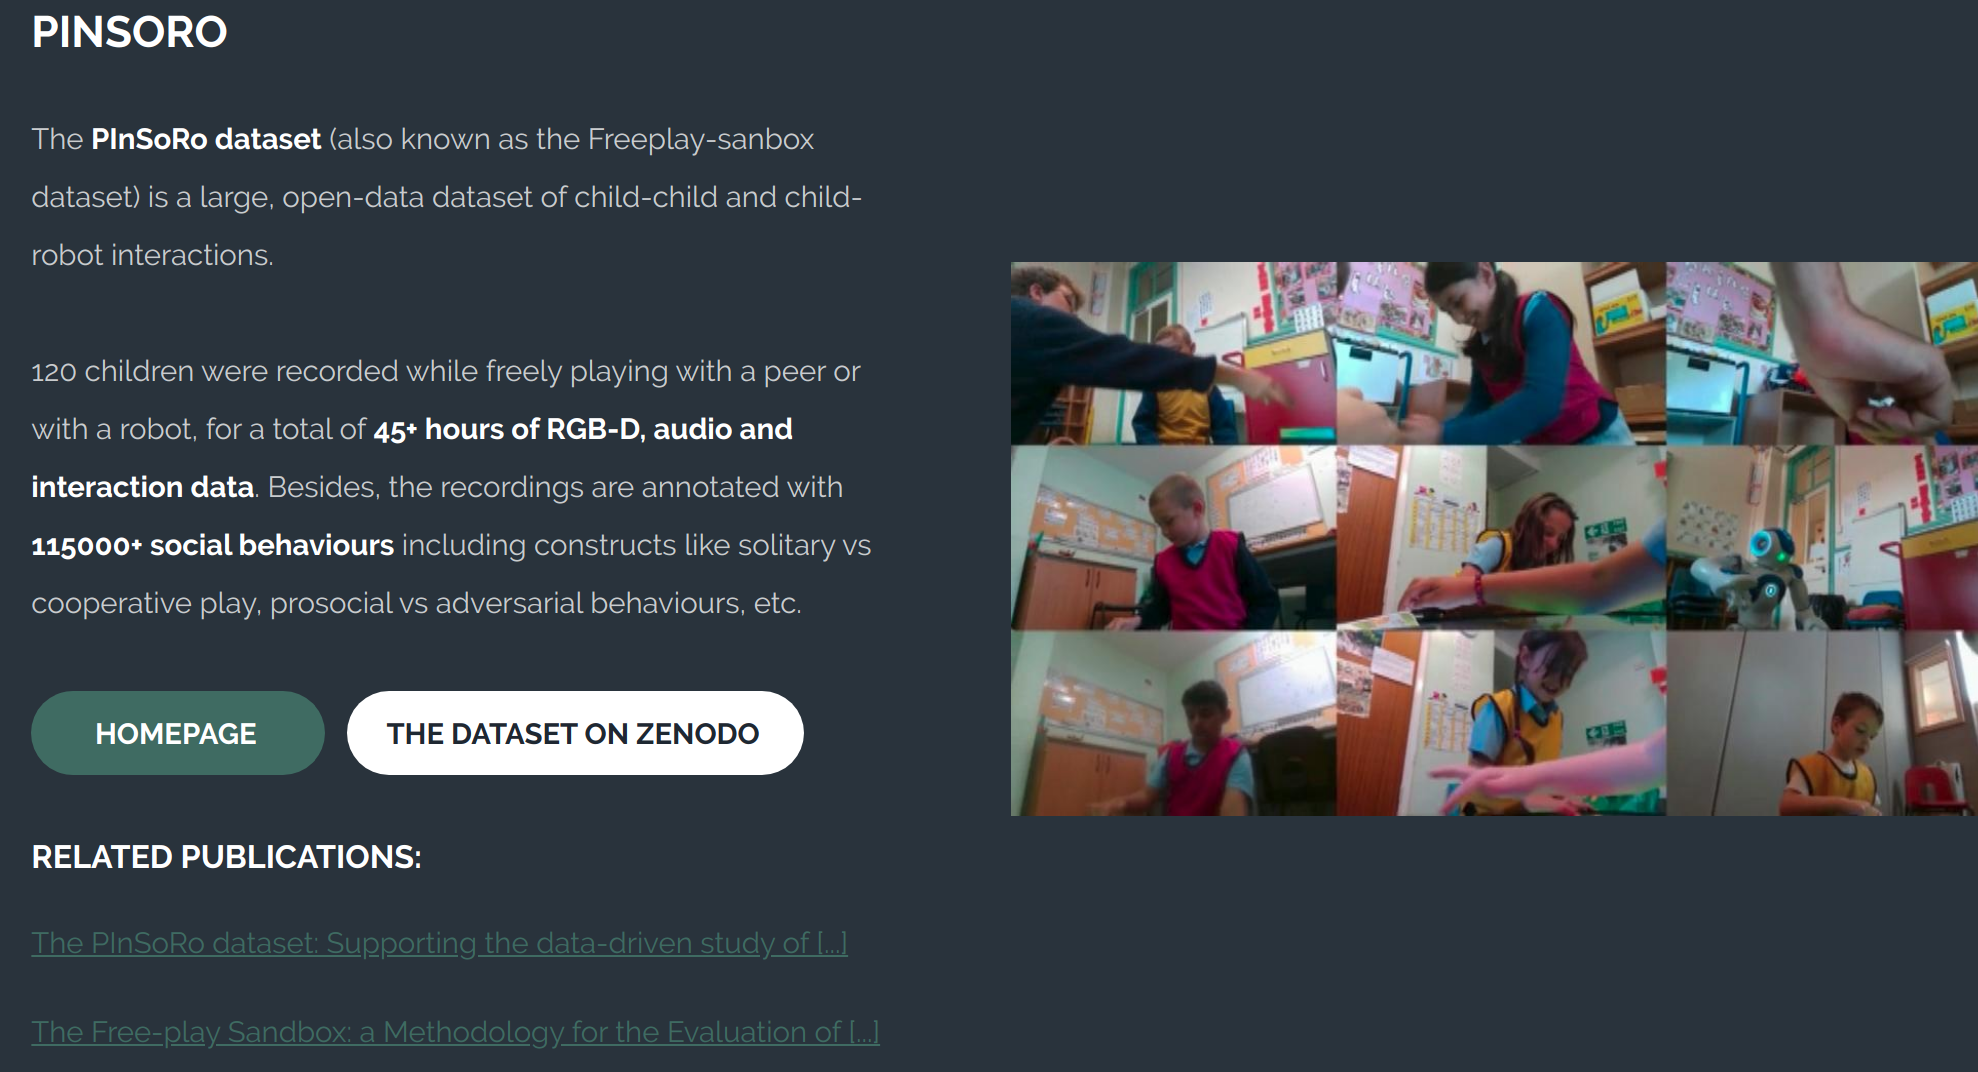 PINSORO
The PInSoRo dataset (also known as the Freeplay-sanbox
dataset) is a large, open-data dataset of child-child and child-
robot interactions.
120 children were recorded while freely playing with a peer or
with a robot, for a total of 45+ hours of RGB-D, audio and
interaction data. Besides, the recordings are annotated with
115000+ social behaviours including constructs like solitary vs
cooperative play, prosocial vs adversarial behaviours, etc.
HOMEPAGE
THE DATASET ON ZENODO
RELATED PUBLICATIONS:
The PInSoRo dataset: Supporting the data-driven study of [...]
The Free-play Sandbox: a Methodology for the Evaluation of [...]